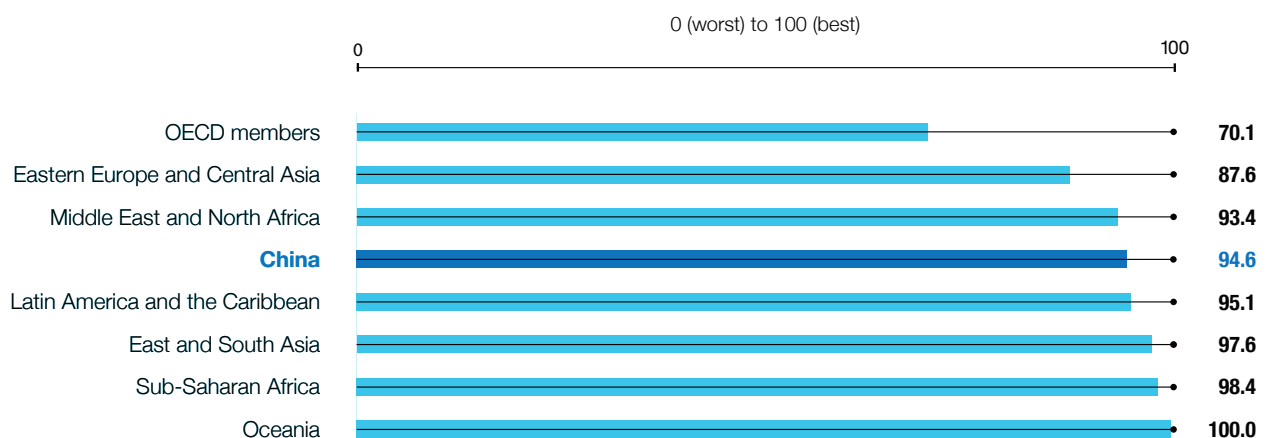 0 (worst) to 100 (best)
0 100
OECD members 70.1
Eastern Europe and Central Asia 87.6
Middle East and North Africa 93.4
China 94.6
Latin America and the Caribbean 95.1
East and South Asia 97.6
Sub-Saharan Africa 98.4
Oceania 100.0